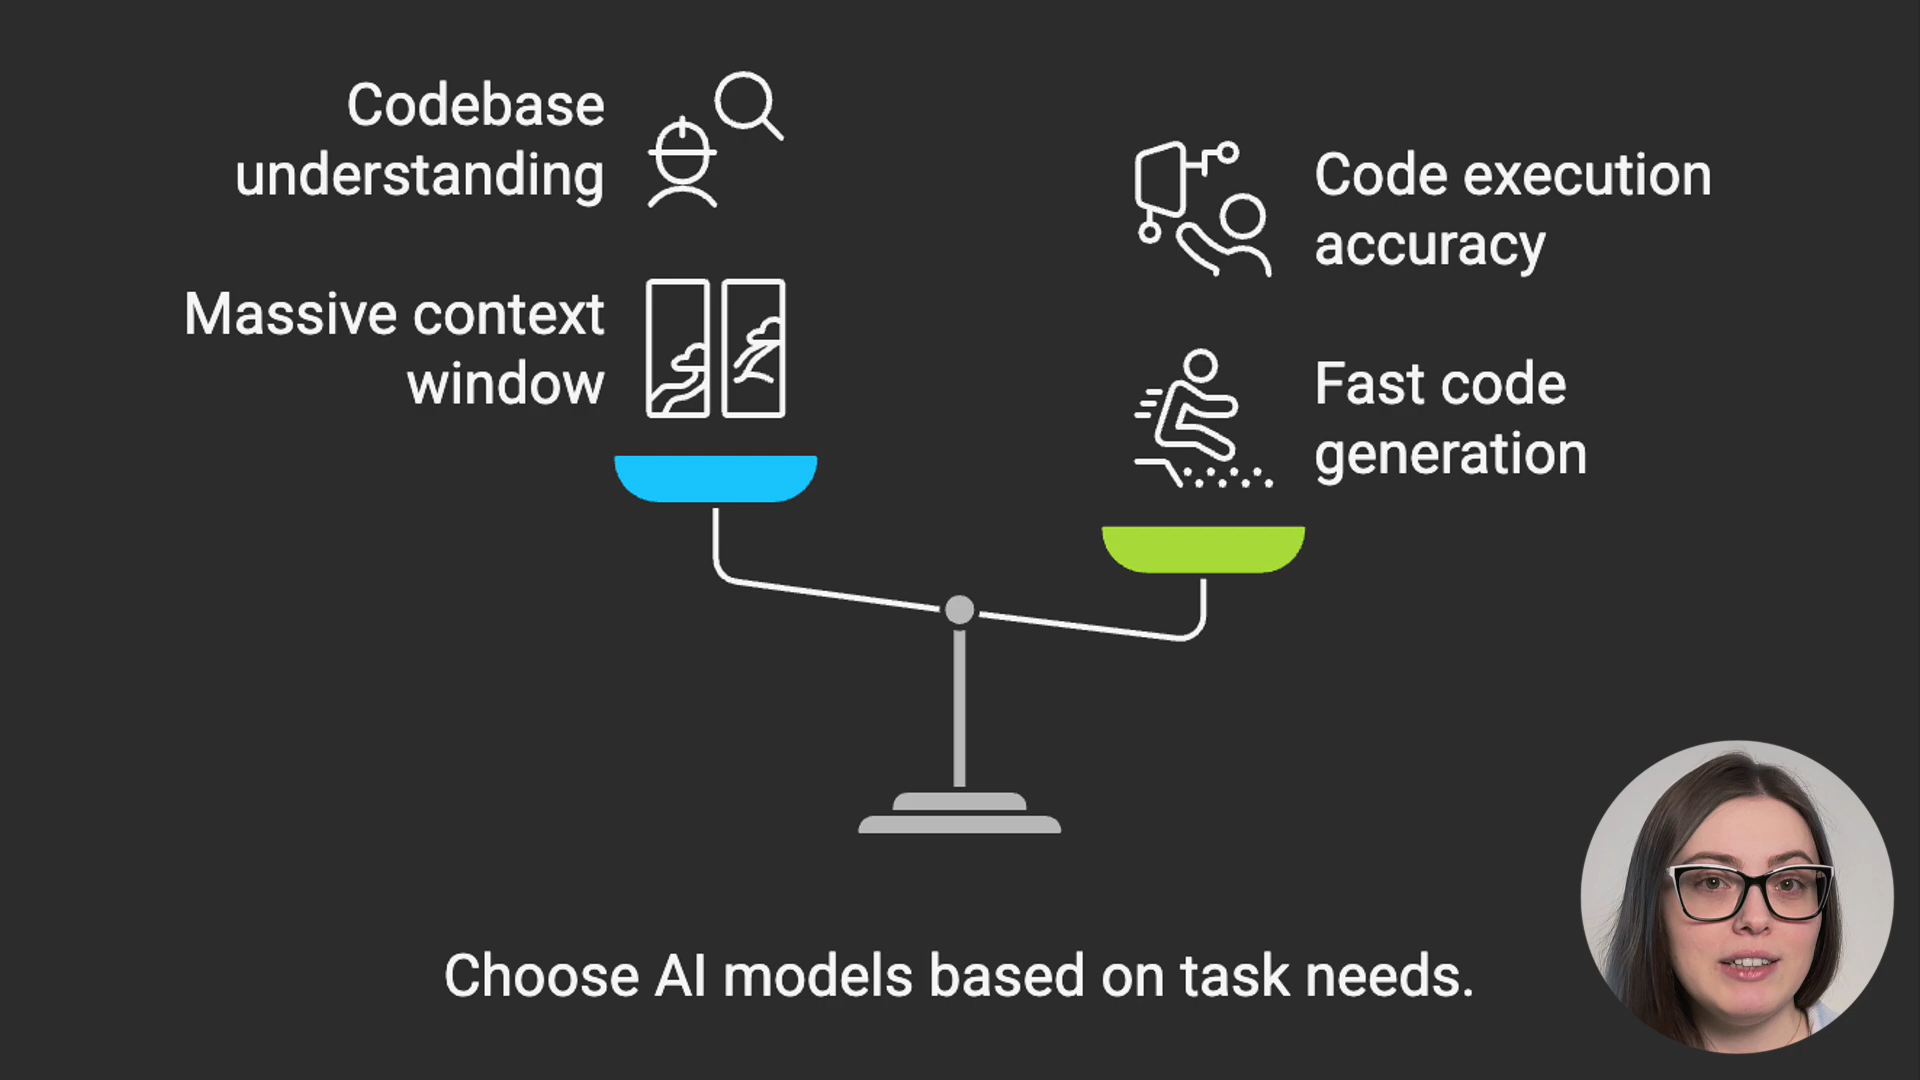 Codebase
understanding
Massive context
window
Code execution
accuracy
Fast code
generation
Choose AI models based on task needs.